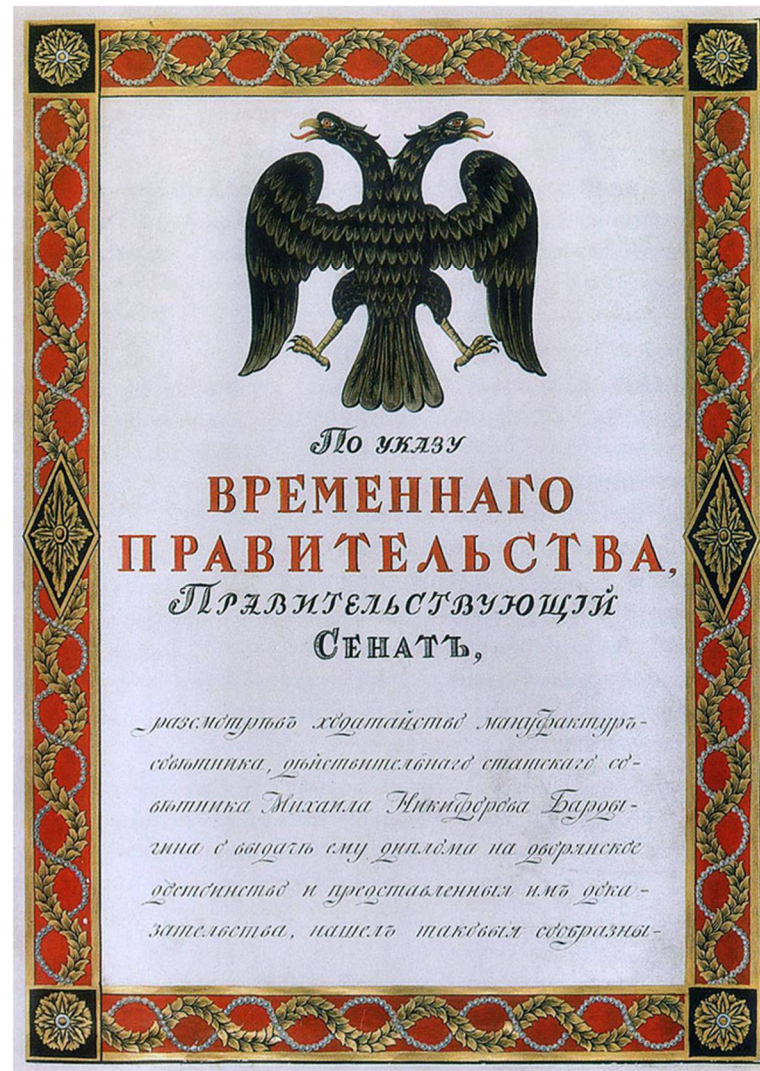 По указу
ВРЕМЕННАГО
ПРАВИТЕЛЬСТВА,
ПРАВИТЕЛЬСТВУЮЩІЙ
СЕНАТЪ,
разсмотрѣвъ ходатайство мануфактуръ-
совѣтника, дѣйствительнаго статскаго со-
вѣтника Михаила Никифорова Барды-
гина о выдачѣ ему диплома на дворянское
достоинство и представленныя имъ дока-
зательства, нашелъ таковыя сообразны-